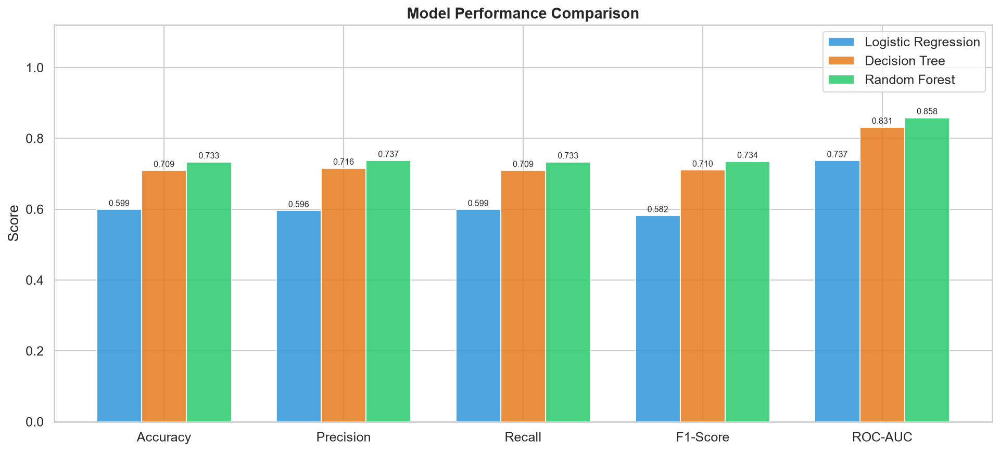 Model Performance Comparison
Logistic Regression
Decision Tree
Random Forest
Score
1.0
0.8
0.6
0.4
0.2
0.0
0.599
0.709
0.733
0.596
0.716
0.737
0.599
0.709
0.733
0.582
0.710
0.734
0.737
0.831
0.858
Accuracy
Precision
Recall
F1-Score
ROC-AUC